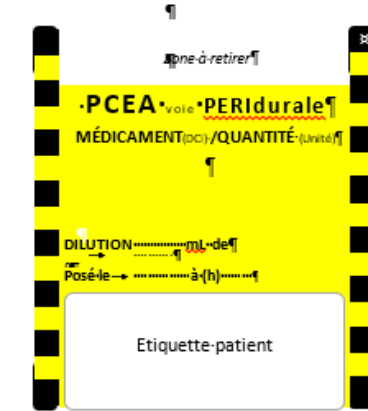 Zone à retirer
PCEA voie PERIdurale
MÉDICAMENT(DCI)/QUANTITÉ (Unité)
DILUTION ................mL de
...........
Posé le ............... à (h).........
Etiquette patient